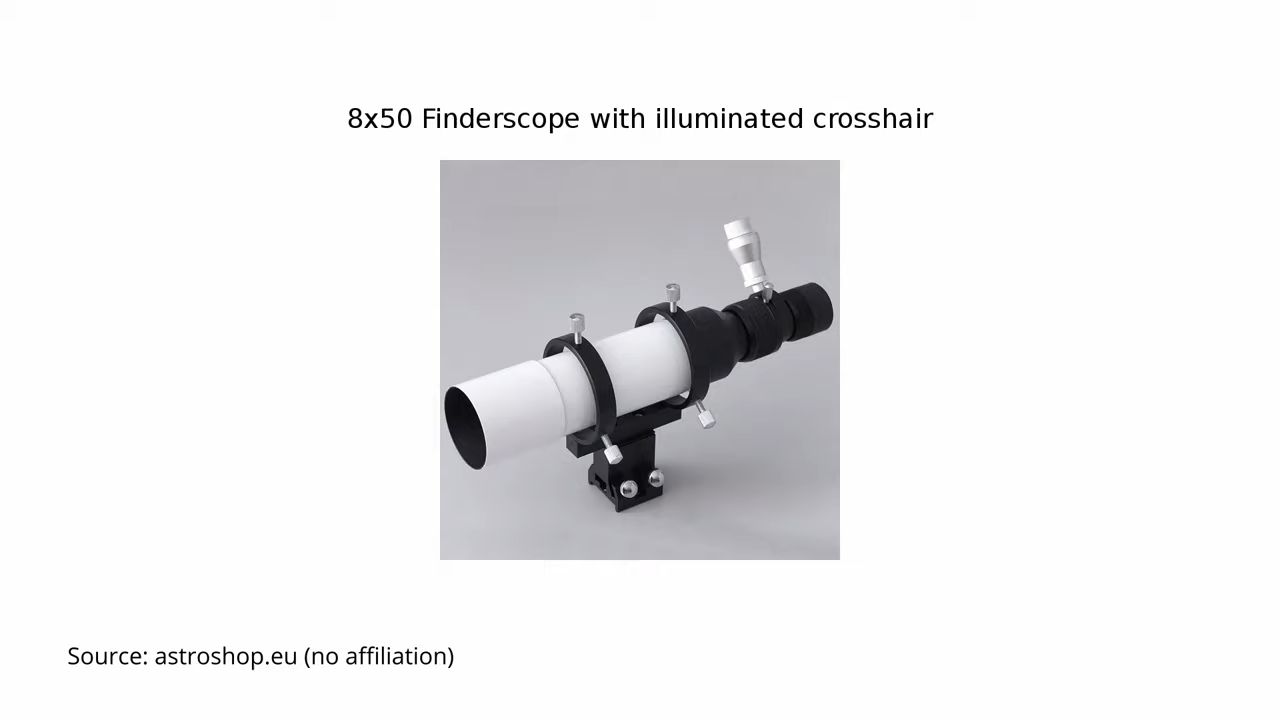 8x50 Finderscope with illuminated crosshair
Source: astroshop.eu (no affiliation)